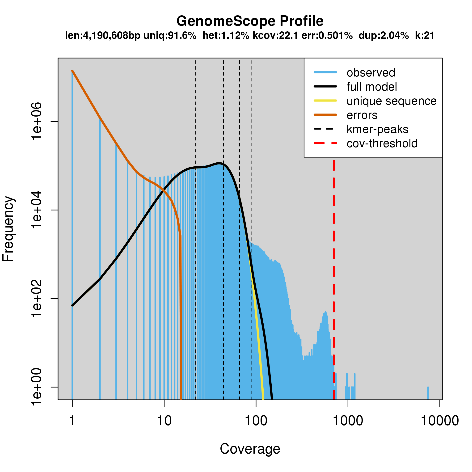 GenomeScope Profile
len:4,190,608bp uniq:91.6% het:1.12% kcov:22.1 err:0.501% dup:2.04% k:21
observed
full model
unique sequence
errors
kmer-peaks
cov-threshold
Frequency
1e+06
1e+04
1e+02
1e+00
1 10 100 1000 10000
Coverage